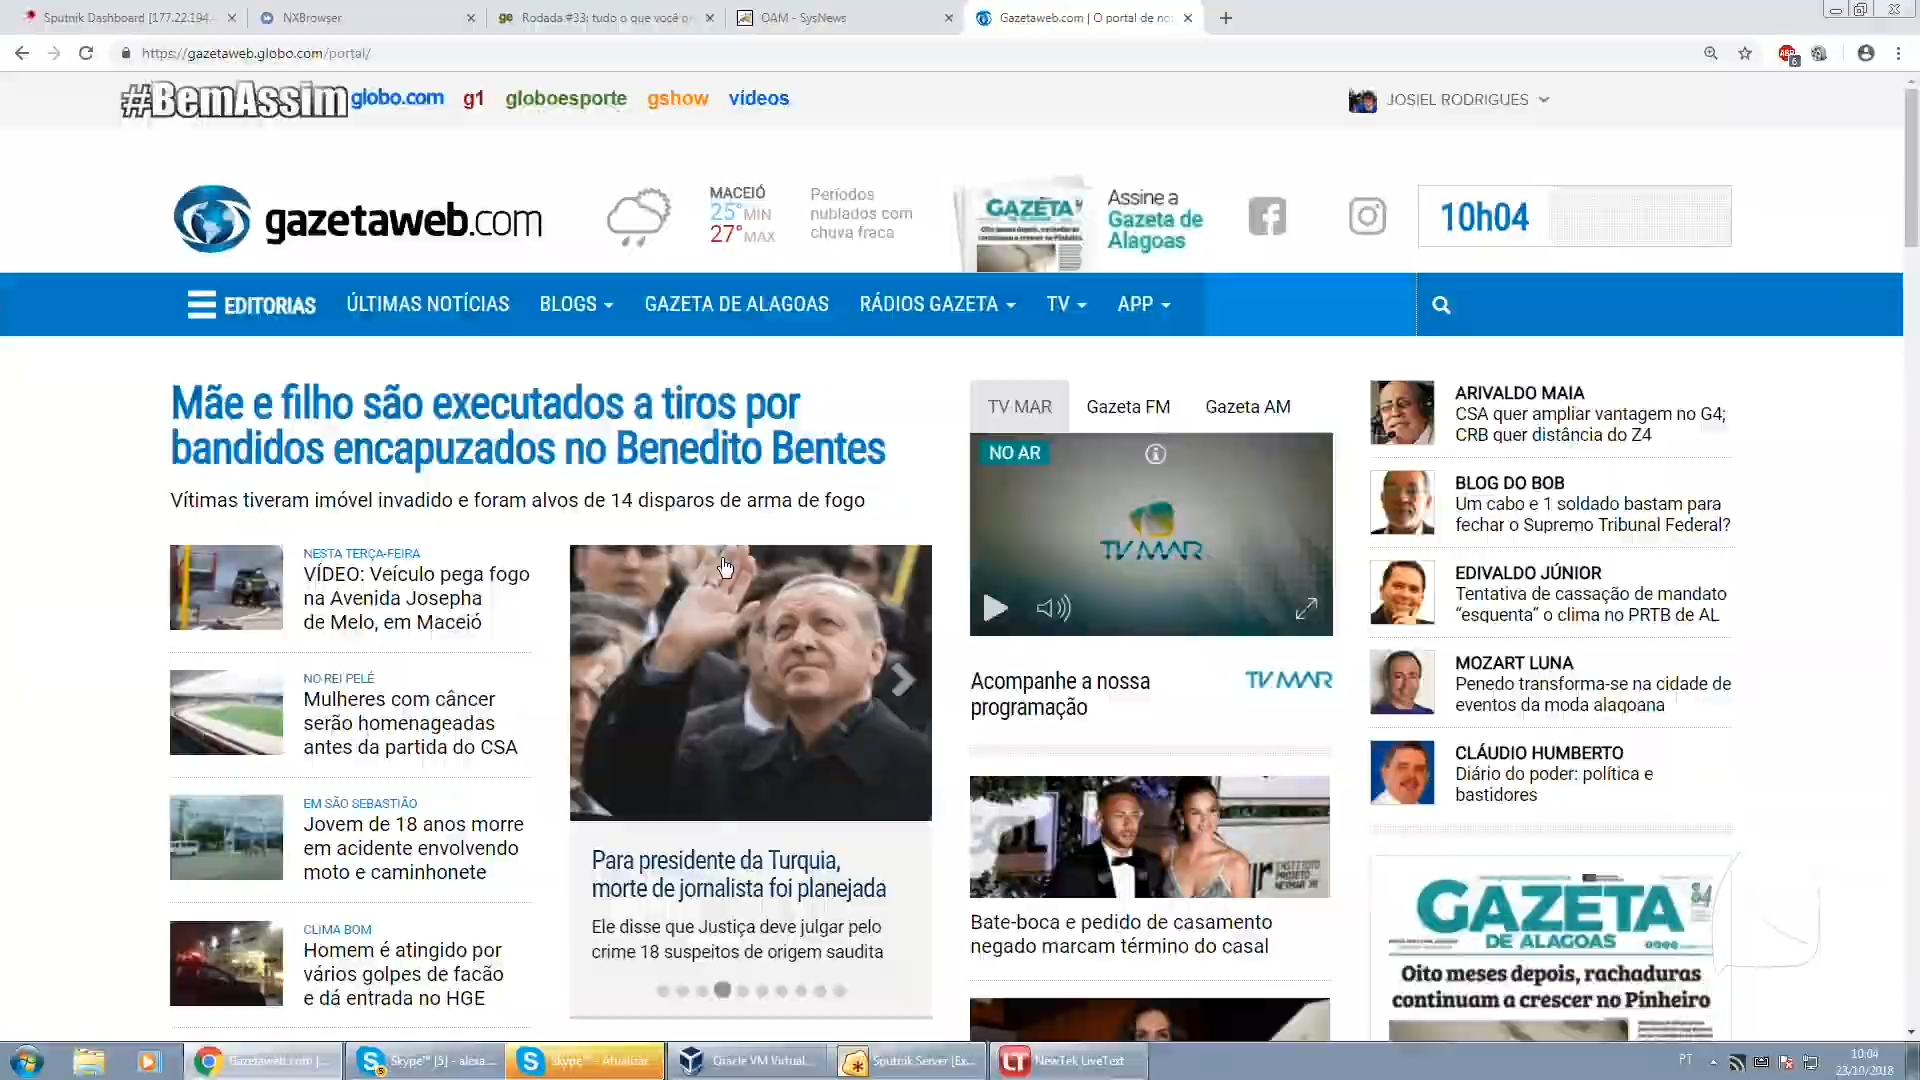 Sputnik Dashboard [177.22.194.
NXBrowser
Rodada #33: tudo o que você pr
OAM - SysNews
Gazetaweb.com | O portal de no
https://gazetaweb.globo.com/portal/
#BemAssim globo.com g1 globoesporte gshow vídeos
JOSIEL RODRIGUES
gazetaweb.com
MACEIÓ
25° MIN
27° MAX
Períodos
nublados com
chuva fraca
GAZETA
Assine a
Gazeta de
Alagoas
10h04
EDITORIAS ÚLTIMAS NOTÍCIAS BLOGS GAZETA DE ALAGOAS RÁDIOS GAZETA TV APP
Mãe e filho são executados a tiros por
bandidos encapuzados no Benedito Bentes
Vítimas tiveram imóvel invadido e foram alvos de 14 disparos de arma de fogo
NESTA TERÇA-FEIRA
VÍDEO: Veículo pega fogo
na Avenida Josepha
de Melo, em Maceió
NO REI PELÉ
Mulheres com câncer
serão homenageadas
antes da partida do CSA
EM SÃO SEBASTIÃO
Jovem de 18 anos morre
em acidente envolvendo
moto e caminhonete
CLIMA BOM
Homem é atingido por
vários golpes de facão
e dá entrada no HGE
Para presidente da Turquia,
morte de jornalista foi planejada
Ele disse que Justiça deve julgar pelo
crime 18 suspeitos de origem saudita
TV MAR Gazeta FM Gazeta AM
NO AR
TV MAR
Acompanhe a nossa
programação
TV MAR
Bate-boca e pedido de casamento
negado marcam término do casal
ARIVALDO MAIA
CSA quer ampliar vantagem no G4;
CRB quer distância do Z4
BLOG DO BOB
Um cabo e 1 soldado bastam para
fechar o Supremo Tribunal Federal?
EDIVALDO JÚNIOR
Tentativa de cassação de mandato
“esquenta” o clima no PRTB de AL
MOZART LUNA
Penedo transforma-se na cidade de
eventos da moda alagoana
CLÁUDIO HUMBERTO
Diário do poder: política e
bastidores
GAZETA
DE ALAGOAS
84
Oito meses depois, rachaduras
continuam a crescer no Pinheiro
Gazetaweb.com |
Skype™ [5] - alexa...
Skype™ - Atualizar
Oracle VM Virtual...
Sputnik Server [Ex...
NewTek LiveText
PT
10:04
23/10/2018